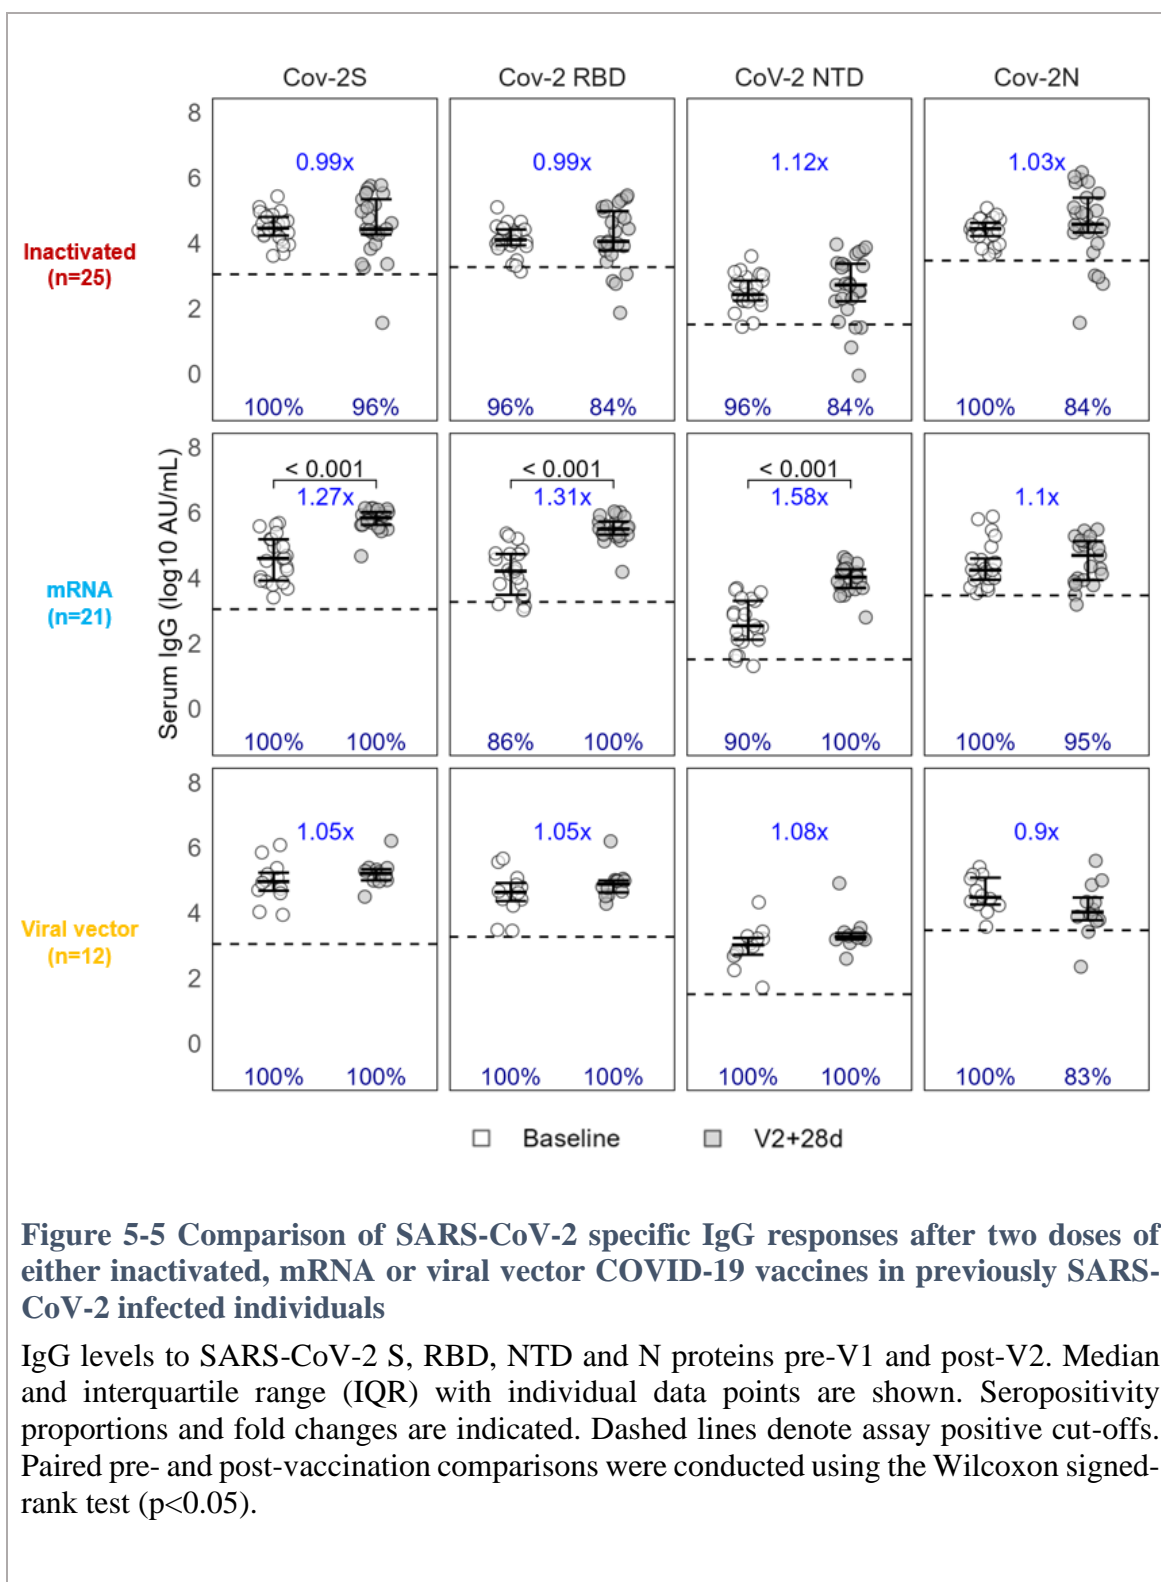 Cov-2S Cov-2 RBD CoV-2 NTD Cov-2N
8
6
4
2
0
Inactivated
(n=25)
0.99x 0.99x 1.12x 1.03x
100% 96% 96% 84% 96% 84% 100% 84%
Serum IgG (log10 AU/mL)
8
6
4
2
0
mRNA
(n=21)
< 0.001 < 0.001 < 0.001
1.27x 1.31x 1.58x 1.1x
100% 100% 86% 100% 90% 100% 100% 95%
8
6
4
2
0
Viral vector
(n=12)
1.05x 1.05x 1.08x 0.9x
100% 100% 100% 100% 100% 100% 100% 83%
Baseline V2+28d
Figure 5-5 Comparison of SARS-CoV-2 specific IgG responses after two doses of
either inactivated, mRNA or viral vector COVID-19 vaccines in previously SARS-
CoV-2 infected individuals
IgG levels to SARS-CoV-2 S, RBD, NTD and N proteins pre-V1 and post-V2. Median
and interquartile range (IQR) with individual data points are shown. Seropositivity
proportions and fold changes are indicated. Dashed lines denote assay positive cut-offs.
Paired pre- and post-vaccination comparisons were conducted using the Wilcoxon signed-
rank test (p<0.05).